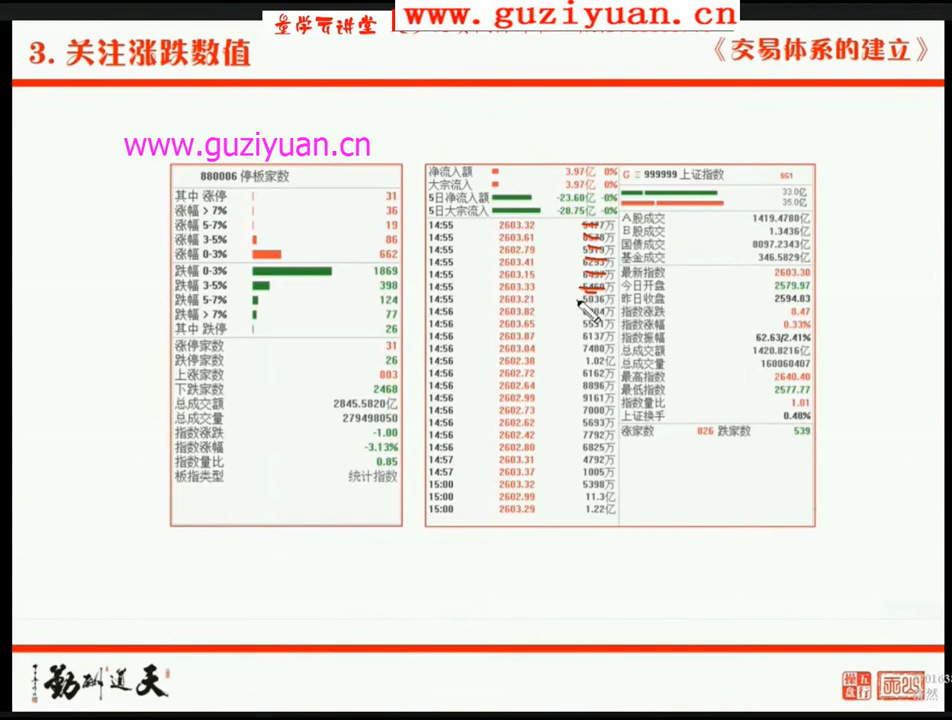 量学云讲堂
www.guziyuan.cn
3. 关注涨跌数值
《交易体系的建立》
www.guziyuan.cn
880006 停板家数
其中 涨停 31
涨幅 > 7% 36
涨幅 5-7% 19
涨幅 3-5% 86
涨幅 0-3% 662
跌幅 0-3% 1869
跌幅 3-5% 398
跌幅 5-7% 124
跌幅 > 7% 77
其中 跌停 26
涨停家数 31
跌停家数 26
上涨家数 803
下跌家数 2468
总成交额 2845.5820亿
总成交量 279498050
指数涨跌 -1.00
指数涨幅 -3.13%
指数量比 0.85
板指类型 统计指数
净流入额 3.97亿 0%
大宗流入 3.97亿 0%
5日净流入额 -23.60亿 -0%
5日大宗流入 -28.75亿 -0%
14:55 2603.32
14:55 2603.61
14:55 2602.79
14:55 2603.41
14:55 2603.15
14:55 2603.33
14:55 2603.21 5036万
14:56 2603.82
14:56 2603.65
14:56 2603.87 6137万
14:56 2603.04 7480万
14:56 2602.38 1.02亿
14:56 2602.72 6162万
14:56 2602.64 8896万
14:56 2602.99 9161万
14:56 2602.73 7000万
14:56 2602.62 5693万
14:56 2602.42 7792万
14:56 2602.80 6825万
14:57 2603.31 4792万
14:57 2603.37 1005万
15:00 2603.32 5398万
15:00 2602.99 11.3亿
15:00 2603.29 1.22亿
G 999999 上证指数 SG1
33.0亿
35.0亿
A股成交 1419.4780亿
B股成交 1.3436亿
国债成交 8097.2343亿
基金成交 346.5829亿
最新指数 2603.30
今日开盘 2579.97
昨日收盘 2594.83
指数涨跌 8.47
指数涨幅 0.33%
指数振幅 62.63/2.41%
总成交额 1420.8216亿
总成交量 160060407
最高指数 2640.40
最低指数 2577.77
指数量比 1.01
上证换手 0.48%
涨家数 826 跌家数 539
天道酬勤
五行操盘